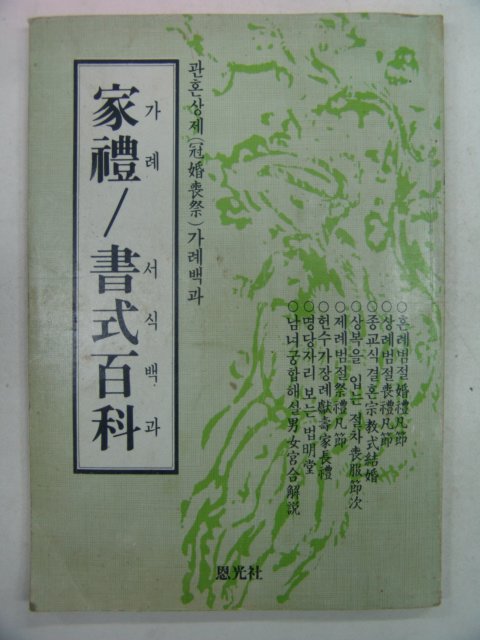 관혼상제(冠婚喪祭)가례백과
家禮/書式百科
가례 서식백과
○혼례범절婚禮凡節
○상례범절喪禮凡節
○종교식결혼宗教式結婚
○상복을 입는 절차喪服節次
○제례범절祭禮凡節
○헌수가장례獻壽家長禮
○명당자리 보는 법明堂
○남녀궁합해설男女宮合解說
恩光社